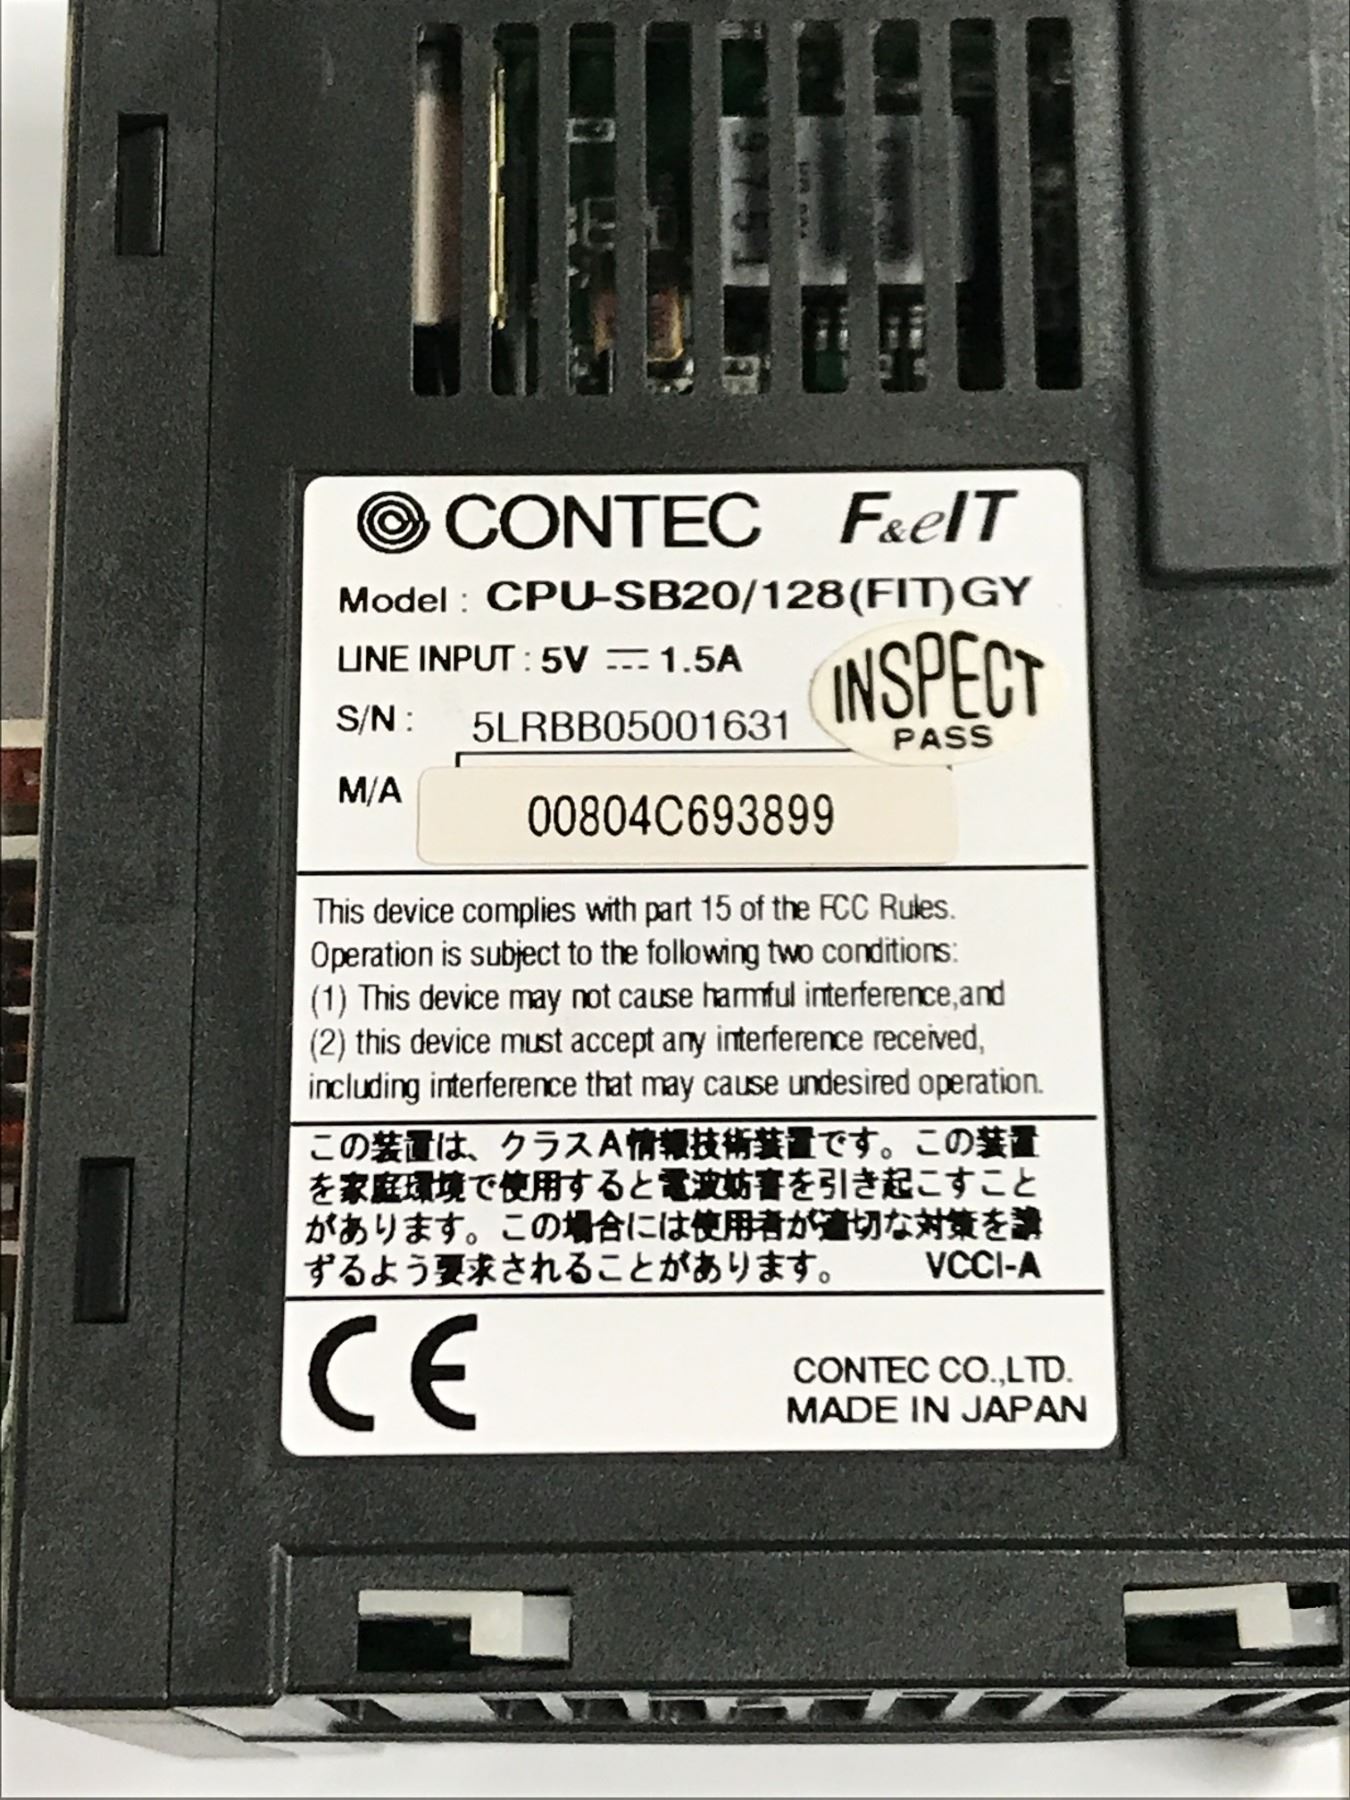 CONTEC F&eIT
Model : CPU-SB20/128(FIT)GY
LINE INPUT : 5V ⎓ 1.5A
S/N : 5LRBB05001631
INSPECT
PASS
M/A 00804C693899
This device complies with part 15 of the FCC Rules.
Operation is subject to the following two conditions:
(1) This device may not cause harmful interference,and
(2) this device must accept any interference received,
including interference that may cause undesired operation.
この装置は、クラスA情報技術装置です。この装置
を家庭環境で使用すると電波妨害を引き起こすこと
があります。この場合には使用者が適切な対策を講
ずるよう要求されることがあります。 VCCI-A
CE
CONTEC CO.,LTD.
MADE IN JAPAN